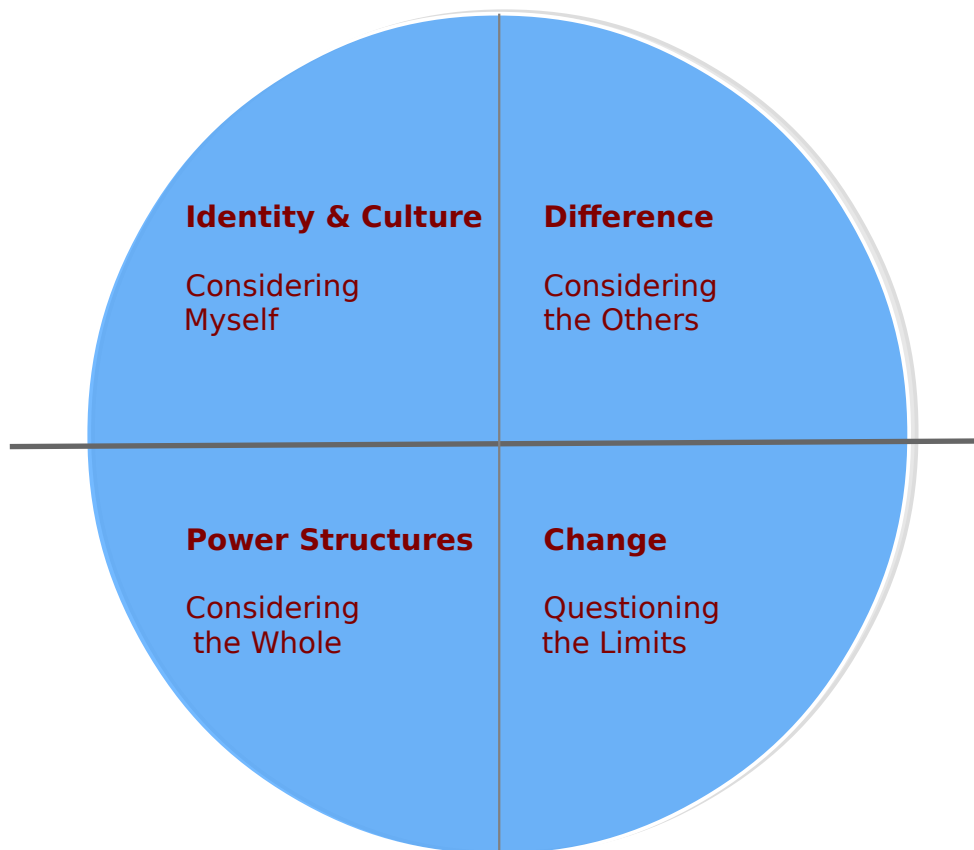 Identity & Culture
Considering
Myself
Difference
Considering
the Others
Power Structures
Considering
the Whole
Change
Questioning
the Limits